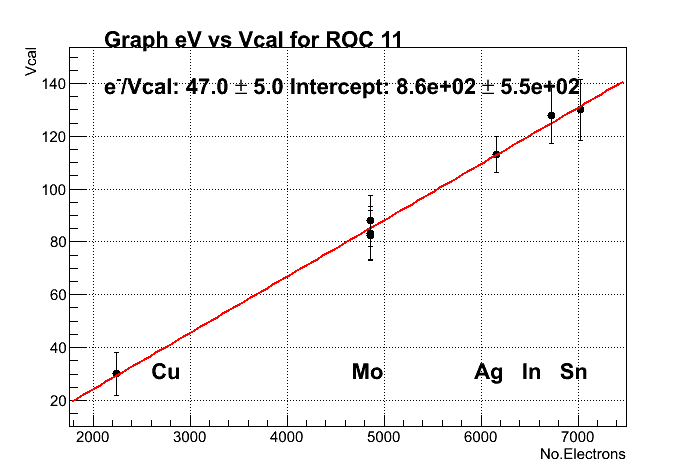 Graph eV vs Vcal for ROC 11
Vcal
e⁻/Vcal: 47.0 ± 5.0 Intercept: 8.6e+02 ± 5.5e+02
140
120
100
80
60
40
20
Cu Mo Ag In Sn
2000 3000 4000 5000 6000 7000
No.Electrons